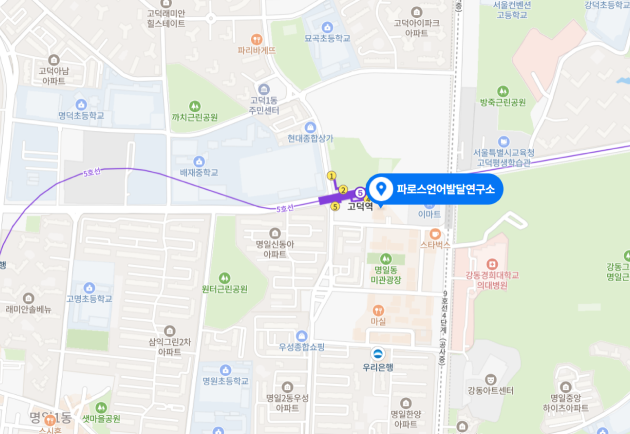 고덕래미안
힐스테이트
묘곡초등학교
고덕아이파크
아파트
서울컨벤션
고등학교
강덕초등학교
파리바게뜨
고덕아남
아파트
명덕초등학교
까치근린공원
고덕1동
주민센터
현대종합상가
방축근린공원
서울특별시교육청
고덕평생학습관
배재중학교
5호선
5호선
1
2
5
5
고덕역
파로스언어발달연구소
이마트
스타벅스
명일신동아
아파트
명일동
미관광장
강동경희대학교
의대병원
고명초등학교
원터근린공원
래미안솔베뉴
삼익그린2차
아파트
마실
우성종합쇼핑
우리은행
9호선4단계(공사중)
명원초등학교
명일2동우성
아파트
명일한양
아파트
강동아트센터
명일중앙
하이츠아파트
명일1동
샛마을공원
스시혼